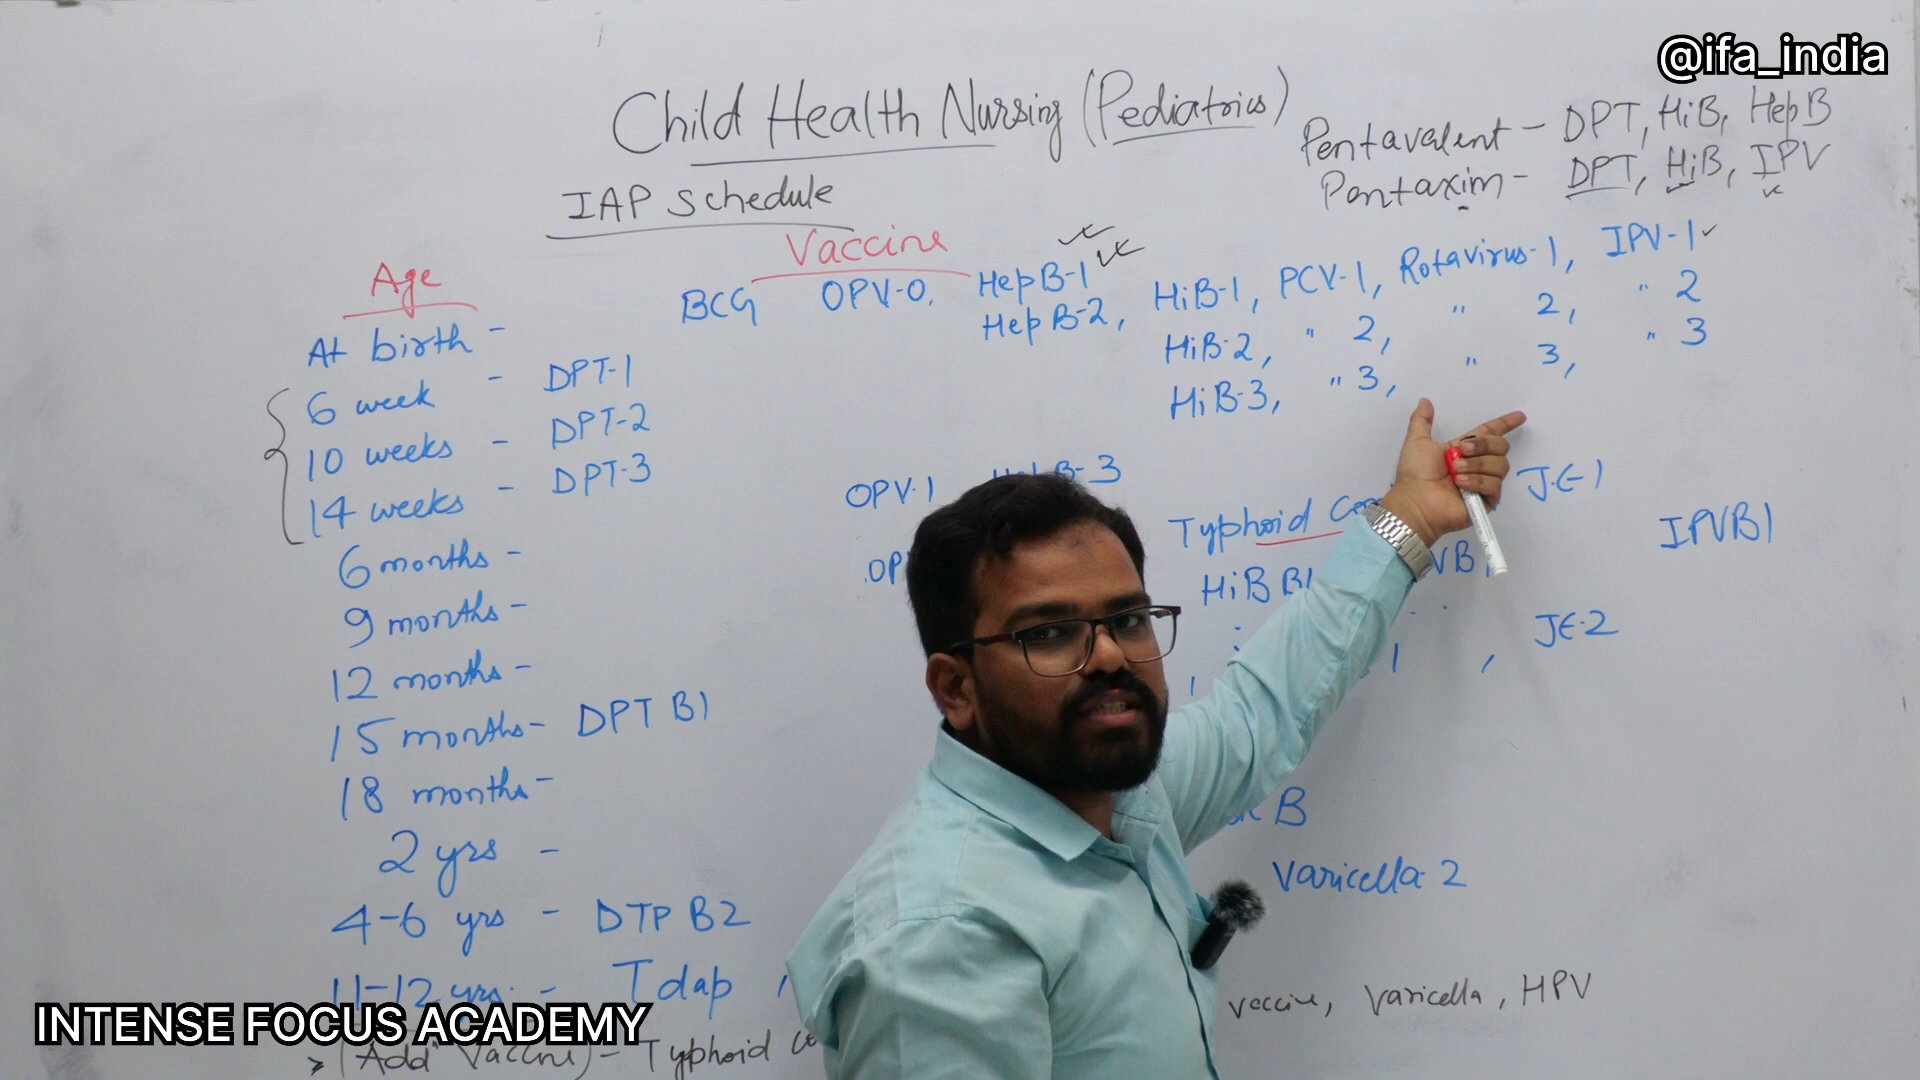 @ifa_india
Child Health Nursing (Pediatrics)
Pentavalent - DPT, HiB, HepB
Pentaxim - DPT, HiB, IPV
IAP Schedule
Age Vaccine
At birth - BCG OPV-0, Hep B-1
6 week - DPT-1 Hep B-2, HiB-1, PCV-1, Rotavirus-1, IPV-1
10 weeks - DPT-2 HiB-2, " 2, " 2, " 2
14 weeks - DPT-3 HiB-3, " 3, " 3, " 3
6 months - OPV-1 B-3
9 months - Typhoid J.E 1
12 months - HiB B1 IPVB1
15 months - DPT B1 JE-2
18 months -
2 yrs - B
4-6 yrs - DTP B2 Varicella 2
11-12 yrs - Tdap,
(Add Vaccine) - Typhoid vaccine, varicella, HPV
INTENSE FOCUS ACADEMY